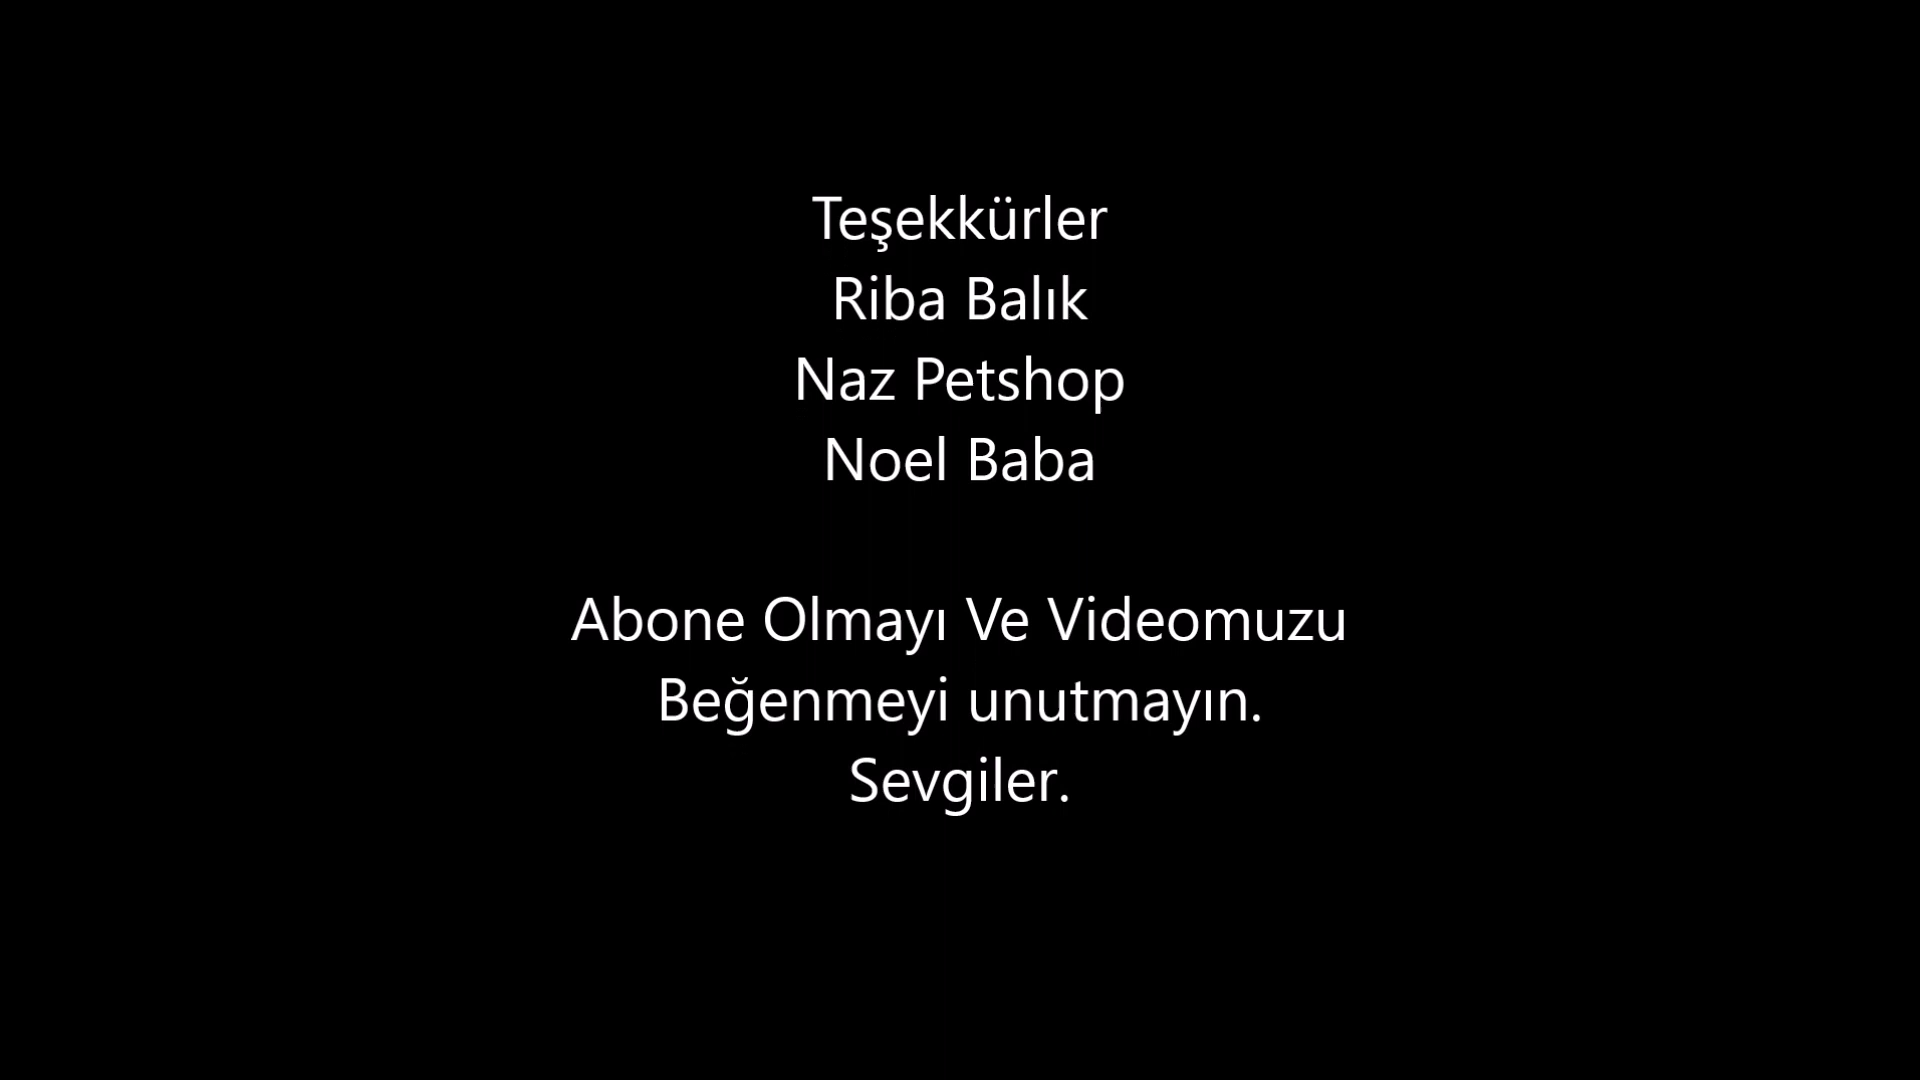 Teşekkürler
Riba Balık
Naz Petshop
Noel Baba
Abone Olmayı Ve Videomuzu
Beğenmeyi unutmayın.
Sevgiler.